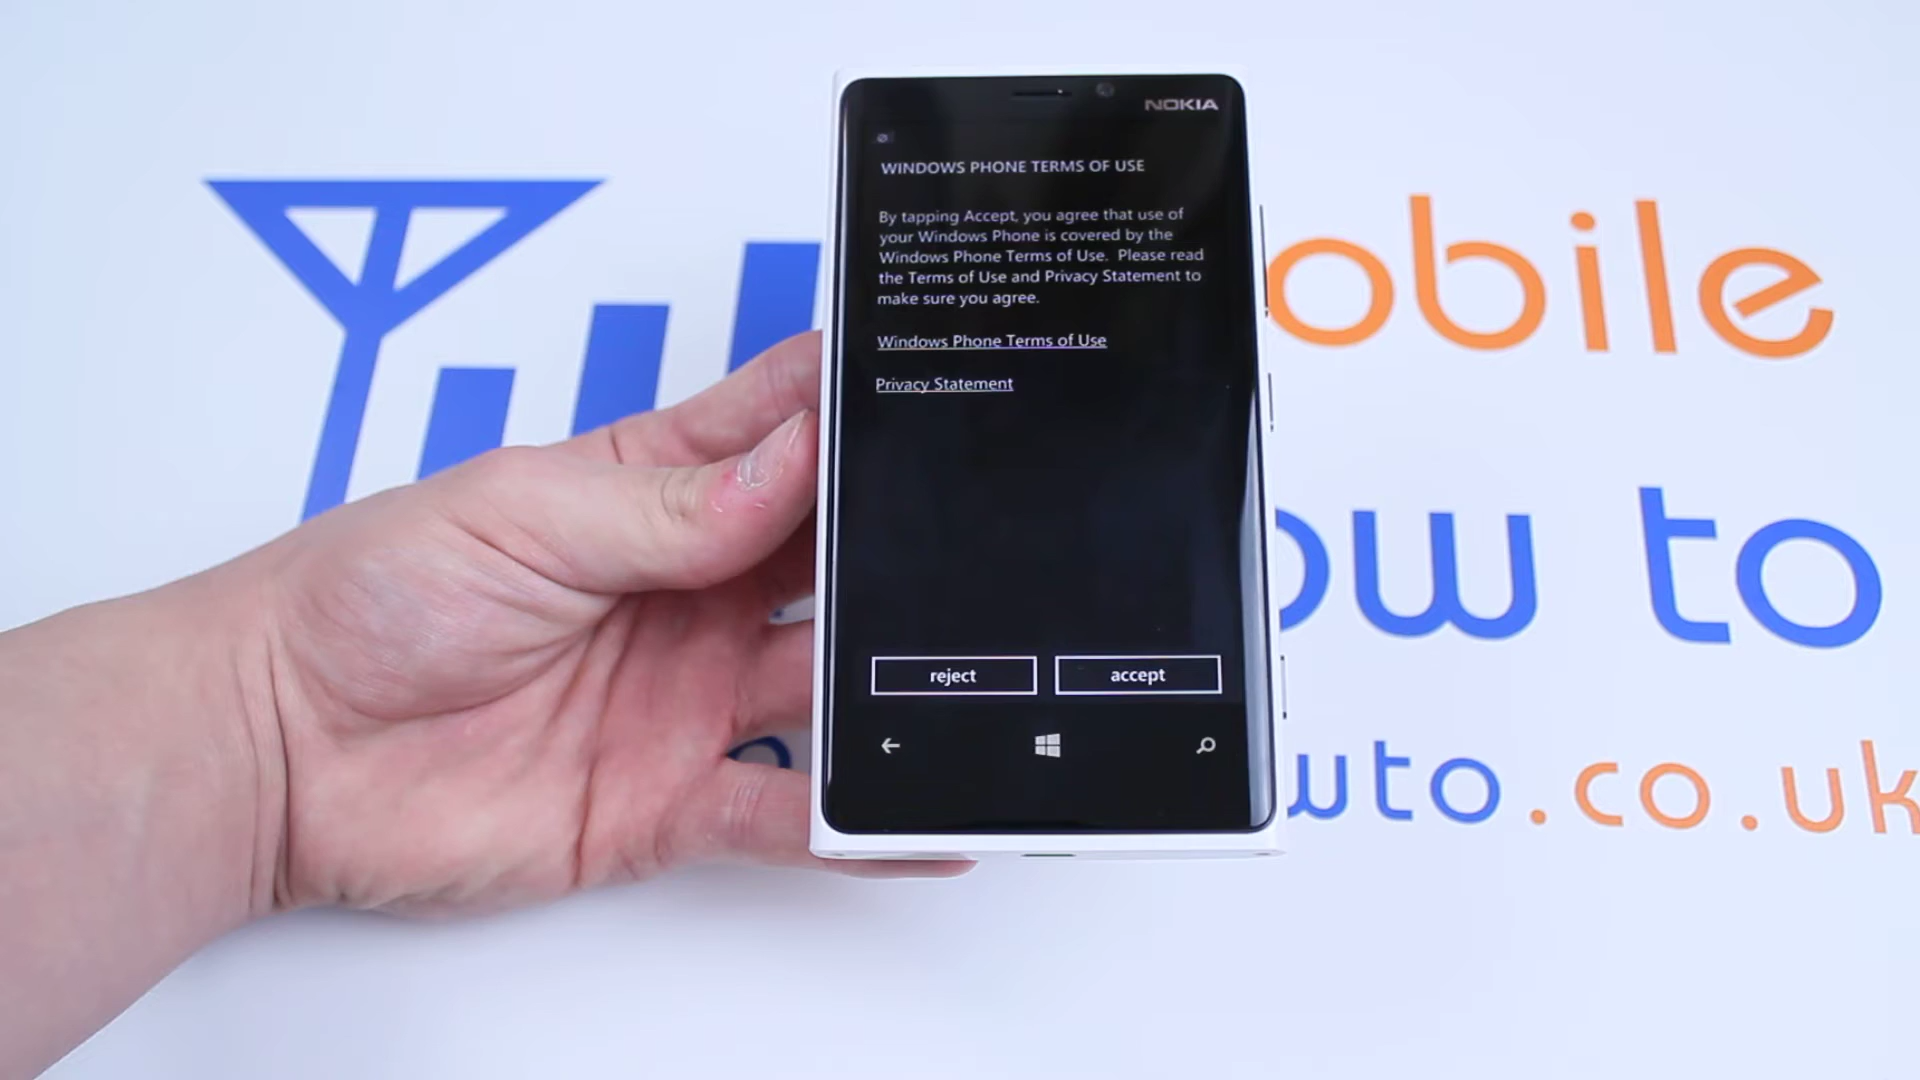 NOKIA
WINDOWS PHONE TERMS OF USE
By tapping Accept, you agree that use of
your Windows Phone is covered by the
Windows Phone Terms of Use. Please read
the Terms of Use and Privacy Statement to
make sure you agree.
Windows Phone Terms of Use
Privacy Statement
reject
accept
obile
ow to
wto.co.uk